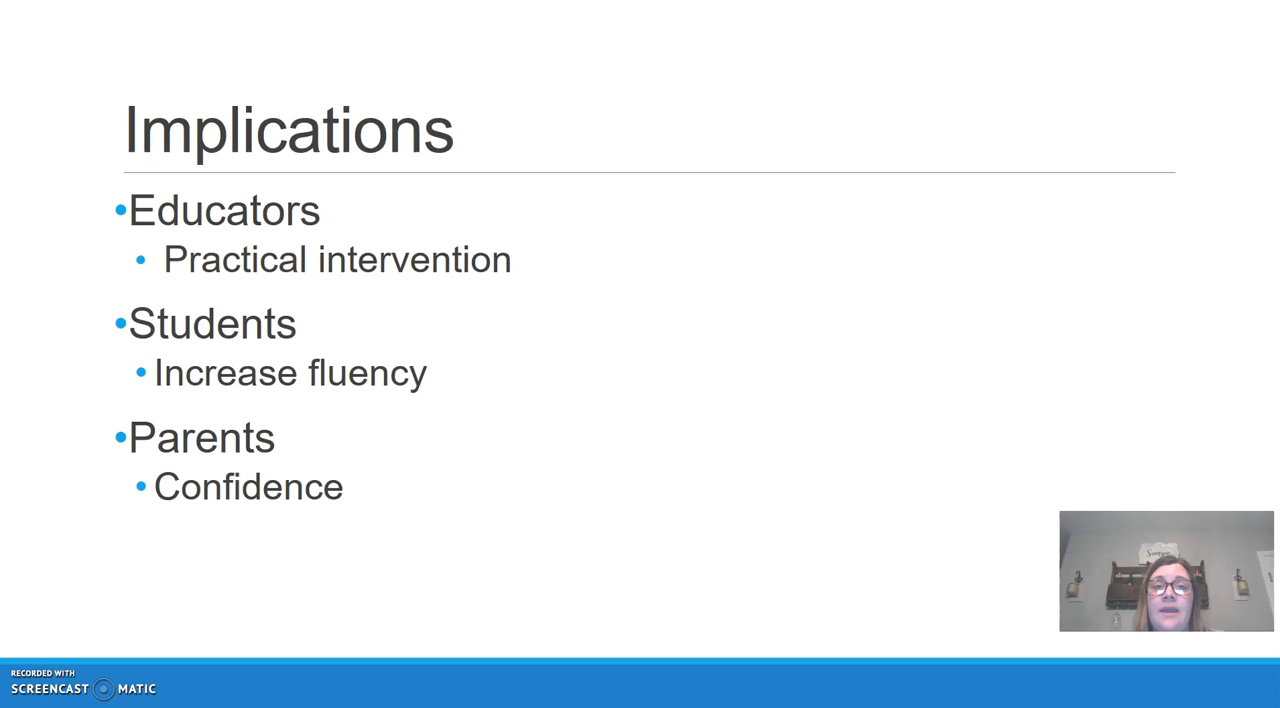 Implications
•Educators
• Practical intervention
•Students
•Increase fluency
•Parents
•Confidence
RECORDED WITH
SCREENCAST MATIC